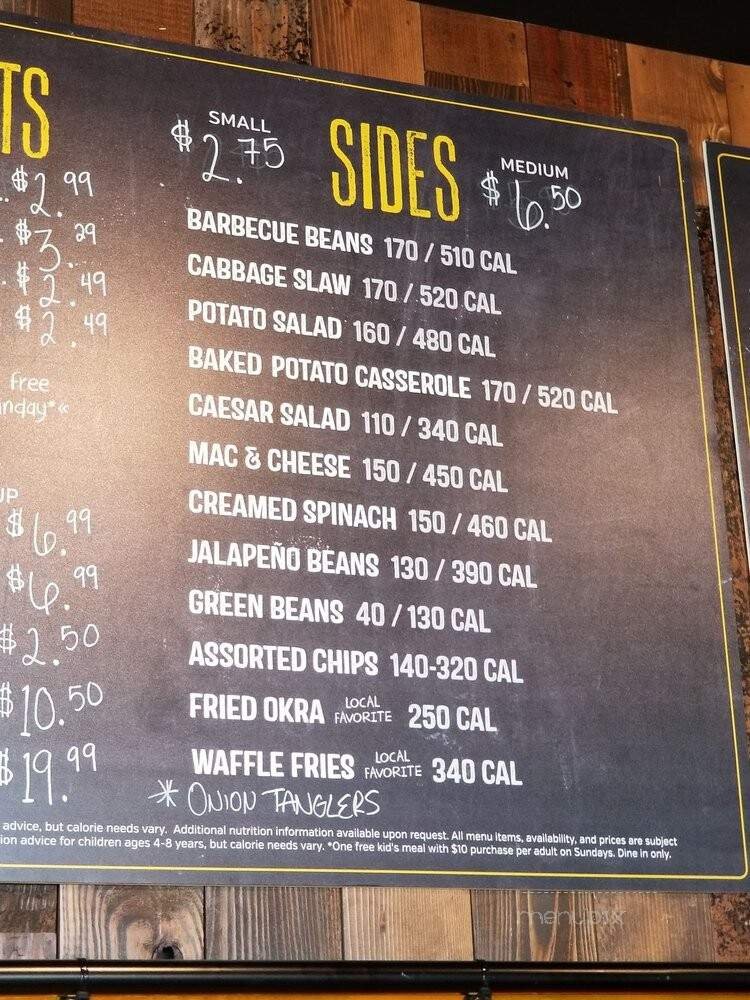 TS
$2.99
$3.29
$2.49
$2.49
free
nday*«
UP
$6.99
$6.99
$2.50
$10.50
$19.99
SMALL
$2.75
SIDES
MEDIUM
$6.50
BARBECUE BEANS 170 / 510 CAL
CABBAGE SLAW 170 / 520 CAL
POTATO SALAD 160 / 480 CAL
BAKED POTATO CASSEROLE 170 / 520 CAL
CAESAR SALAD 110 / 340 CAL
MAC & CHEESE 150 / 450 CAL
CREAMED SPINACH 150 / 460 CAL
JALAPEÑO BEANS 130 / 390 CAL
GREEN BEANS 40 / 130 CAL
ASSORTED CHIPS 140-320 CAL
FRIED OKRA LOCAL FAVORITE 250 CAL
WAFFLE FRIES LOCAL FAVORITE 340 CAL
* ONION TANGLERS
advice, but calorie needs vary. Additional nutrition information available upon request. All menu items, availability, and prices are subject
ion advice for children ages 4-8 years, but calorie needs vary. *One free kid's meal with $10 purchase per adult on Sundays. Dine in only.
menupix